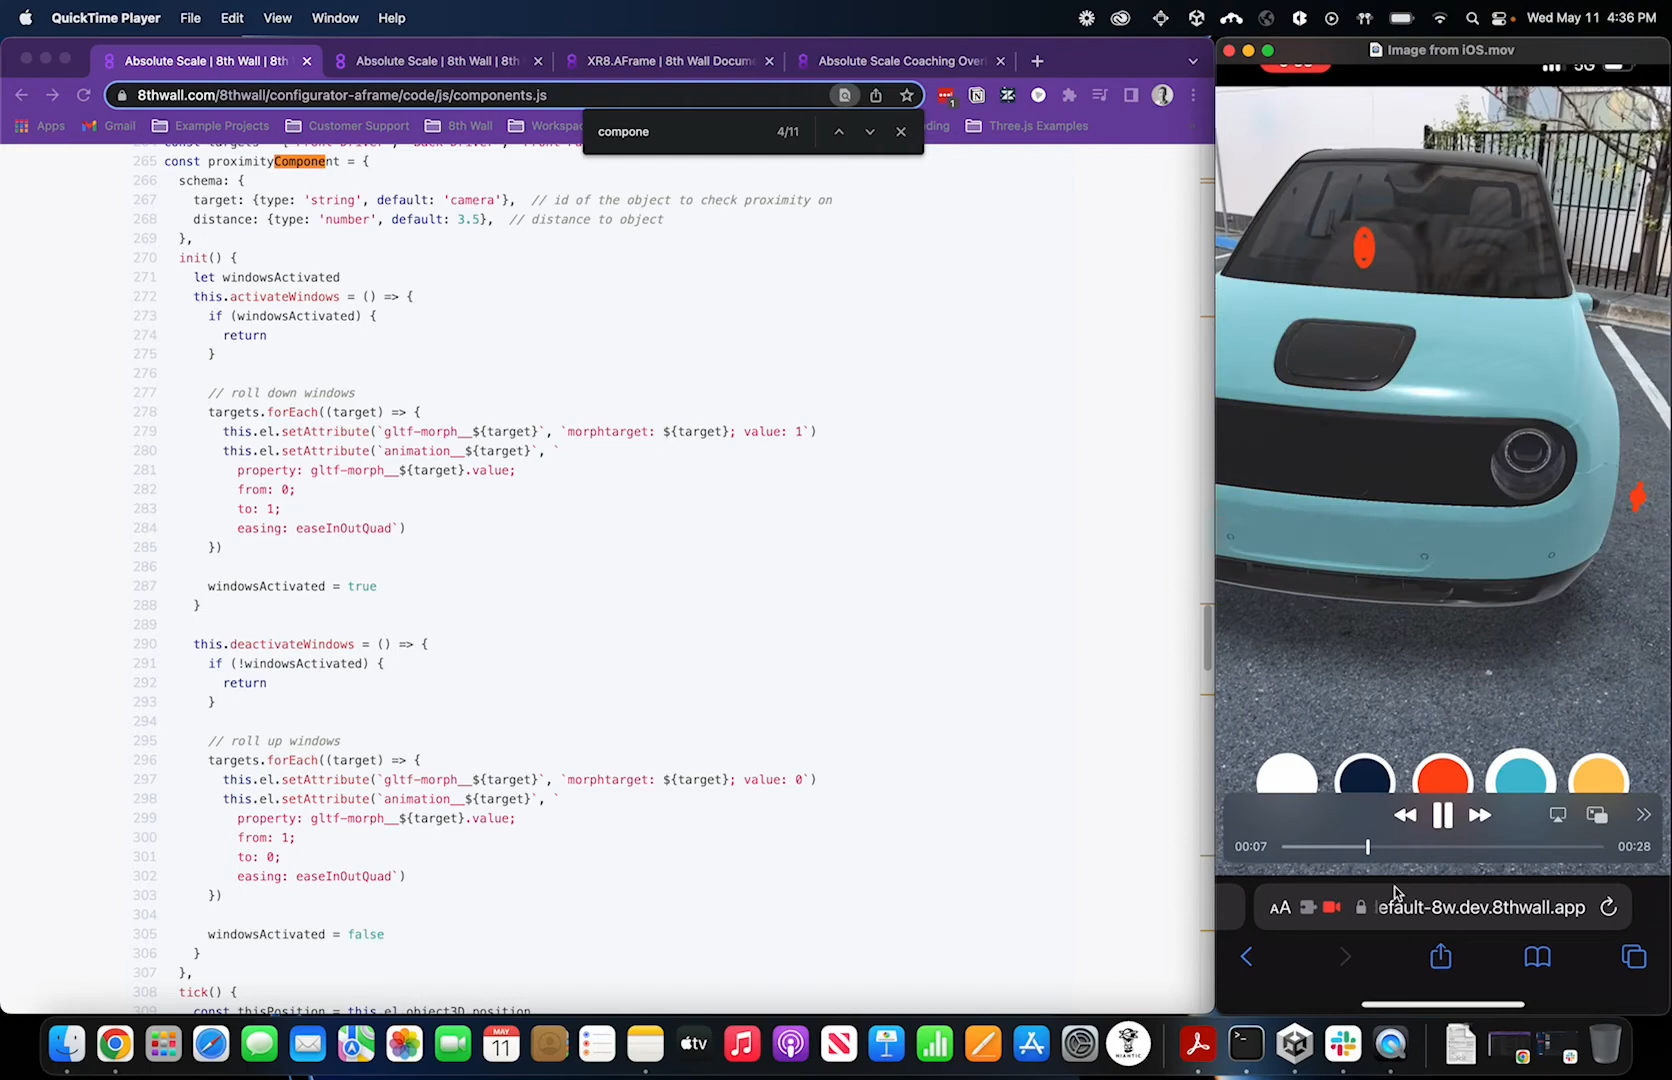 QuickTime Player File Edit View Window Help
Wed May 11 4:36 PM
Absolute Scale | 8th Wall | 8th
Absolute Scale | 8th Wall | 8th
XR8.AFrame | 8th Wall Docum
Absolute Scale Coaching Over
8thwall.com/8thwall/configurator-aframe/code/js/components.js
Apps Gmail Example Projects Customer Support 8th Wall Workspa
Three.js Examples
compone 4/11
265 const proximityComponent = {
266 schema: {
267 target: {type: 'string', default: 'camera'}, // id of the object to check proximity on
268 distance: {type: 'number', default: 3.5}, // distance to object
269 },
270 init() {
271 let windowsActivated
272 this.activateWindows = () => {
273 if (windowsActivated) {
274 return
275 }
276
277 // roll down windows
278 targets.forEach((target) => {
279 this.el.setAttribute(`gltf-morph__${target}`, `morphtarget: ${target}; value: 1`)
280 this.el.setAttribute(`animation__${target}`, `
281 property: gltf-morph__${target}.value;
282 from: 0;
283 to: 1;
284 easing: easeInOutQuad`)
285 })
286
287 windowsActivated = true
288 }
289
290 this.deactivateWindows = () => {
291 if (!windowsActivated) {
292 return
293 }
294
295 // roll up windows
296 targets.forEach((target) => {
297 this.el.setAttribute(`gltf-morph__${target}`, `morphtarget: ${target}; value: 0`)
298 this.el.setAttribute(`animation__${target}`, `
299 property: gltf-morph__${target}.value;
300 from: 1;
301 to: 0;
302 easing: easeInOutQuad`)
303 })
304
305 windowsActivated = false
306 }
307 },
308 tick() {
const thisPosition = this.el.object3D.position
Image from iOS.mov
5G
00:07
00:28
AA efault-8w.dev.8thwall.app
MAY
11
tv
NIANTIC